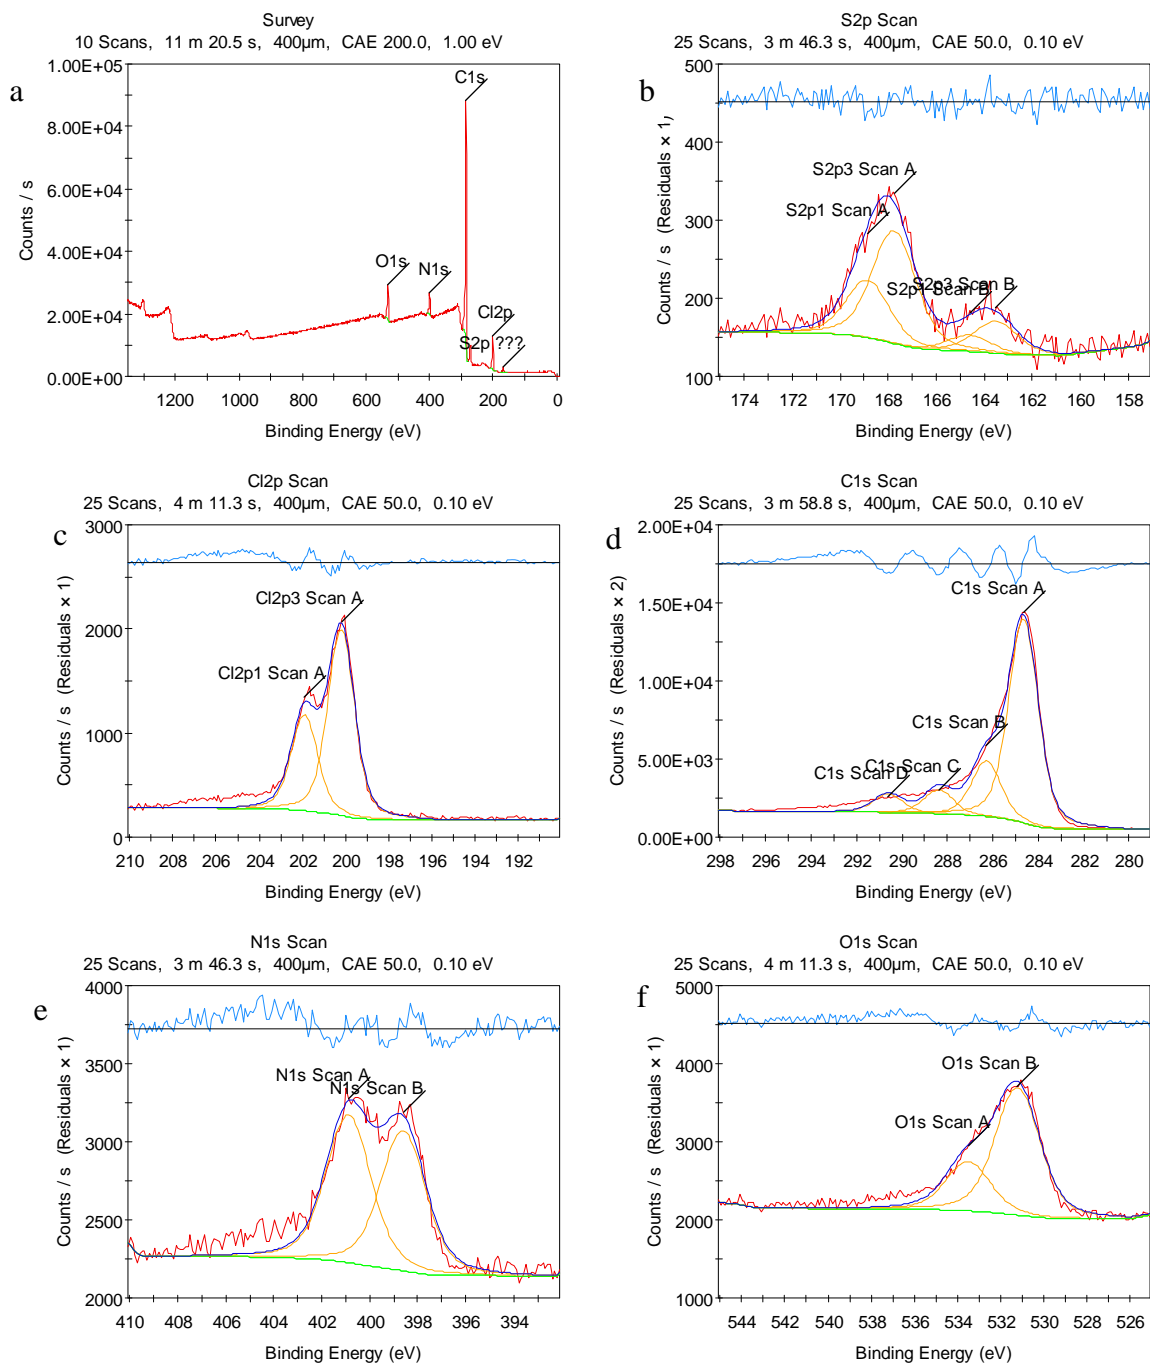 Survey
10 Scans, 11 m 20.5 s, 400µm, CAE 200.0, 1.00 eV
a
1.00E+05
8.00E+04
6.00E+04
4.00E+04
2.00E+04
0.00E+00
Counts / s
C1s
O1s
N1s
Cl2p
S2p ???
1200 1000 800 600 400 200 0
Binding Energy (eV)
S2p Scan
25 Scans, 3 m 46.3 s, 400µm, CAE 50.0, 0.10 eV
b
500
400
300
200
100
Counts / s (Residuals × 1)
S2p3 Scan A
S2p1 Scan A
S2p3 Scan B
S2p1 Scan B
174 172 170 168 166 164 162 160 158
Binding Energy (eV)
Cl2p Scan
25 Scans, 4 m 11.3 s, 400µm, CAE 50.0, 0.10 eV
c
3000
2000
1000
0
Counts / s (Residuals × 1)
Cl2p3 Scan A
Cl2p1 Scan A
210 208 206 204 202 200 198 196 194 192
Binding Energy (eV)
C1s Scan
25 Scans, 3 m 58.8 s, 400µm, CAE 50.0, 0.10 eV
d
2.00E+04
1.50E+04
1.00E+04
5.00E+03
0.00E+00
Counts / s (Residuals × 2)
C1s Scan A
C1s Scan B
C1s Scan C
C1s Scan D
298 296 294 292 290 288 286 284 282 280
Binding Energy (eV)
N1s Scan
25 Scans, 3 m 46.3 s, 400µm, CAE 50.0, 0.10 eV
e
4000
3500
3000
2500
2000
Counts / s (Residuals × 1)
N1s Scan A
N1s Scan B
410 408 406 404 402 400 398 396 394
Binding Energy (eV)
O1s Scan
25 Scans, 4 m 11.3 s, 400µm, CAE 50.0, 0.10 eV
f
5000
4000
3000
2000
1000
Counts / s (Residuals × 1)
O1s Scan B
O1s Scan A
544 542 540 538 536 534 532 530 528 526
Binding Energy (eV)